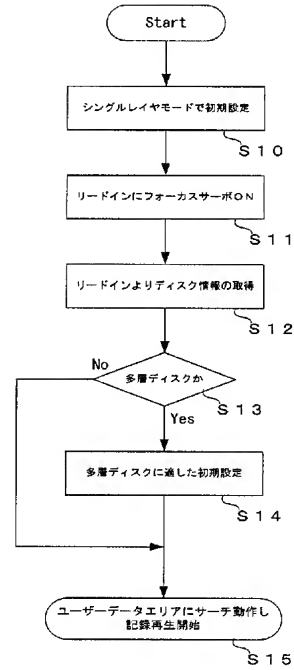 Start
シングルレイヤモードで初期設定
S10
リードインにフォーカスサーボON
S11
リードインよりディスク情報の取得
S12
No
多層ディスクか
S13
Yes
多層ディスクに適した初期設定
S14
ユーザーデータエリアにサーチ動作し
記録再生開始
S15